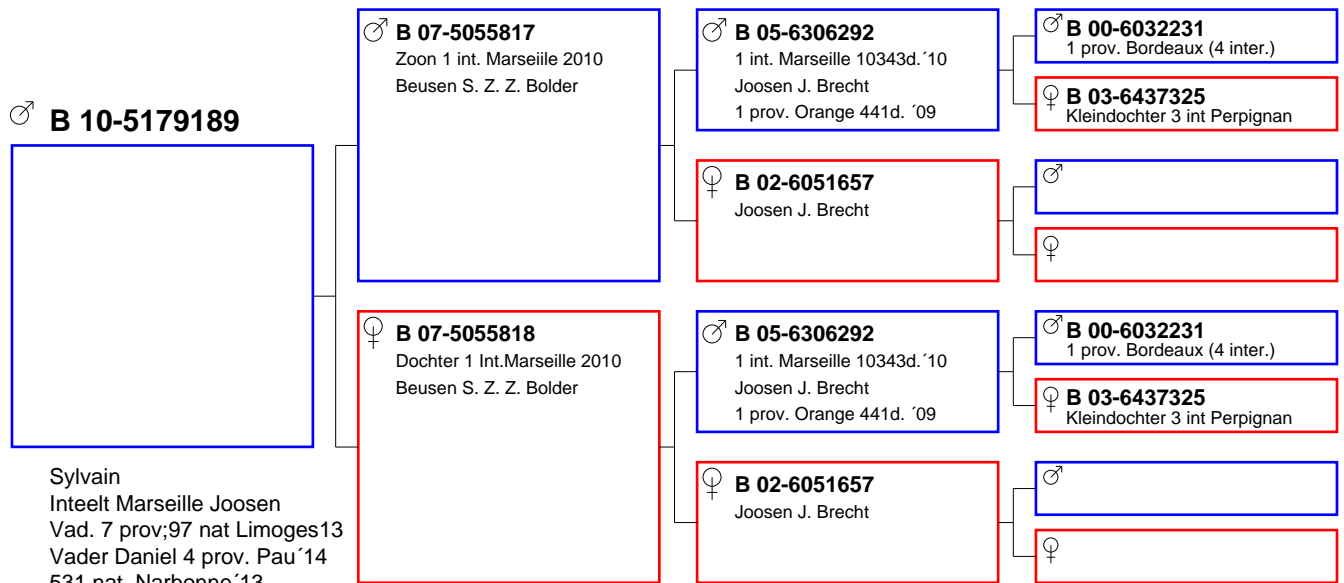 B 10-5179189
Sylvain
Inteelt Marseille Joosen
Vad. 7 prov;97 nat Limoges13
Vader Daniel 4 prov. Pau´14
531 nat. Narbonne´13
B 07-5055817
Zoon 1 int. Marseiile 2010
Beusen S. Z. Z. Bolder
B 07-5055818
Dochter 1 Int.Marseille 2010
Beusen S. Z. Z. Bolder
B 05-6306292
1 int. Marseille 10343d.´10
Joosen J. Brecht
1 prov. Orange 441d. ´09
B 02-6051657
Joosen J. Brecht
B 05-6306292
1 int. Marseille 10343d.´10
Joosen J. Brecht
1 prov. Orange 441d. ´09
B 02-6051657
Joosen J. Brecht
B 00-6032231
1 prov. Bordeaux (4 inter.)
B 03-6437325
Kleindochter 3 int Perpignan
B 00-6032231
1 prov. Bordeaux (4 inter.)
B 03-6437325
Kleindochter 3 int Perpignan